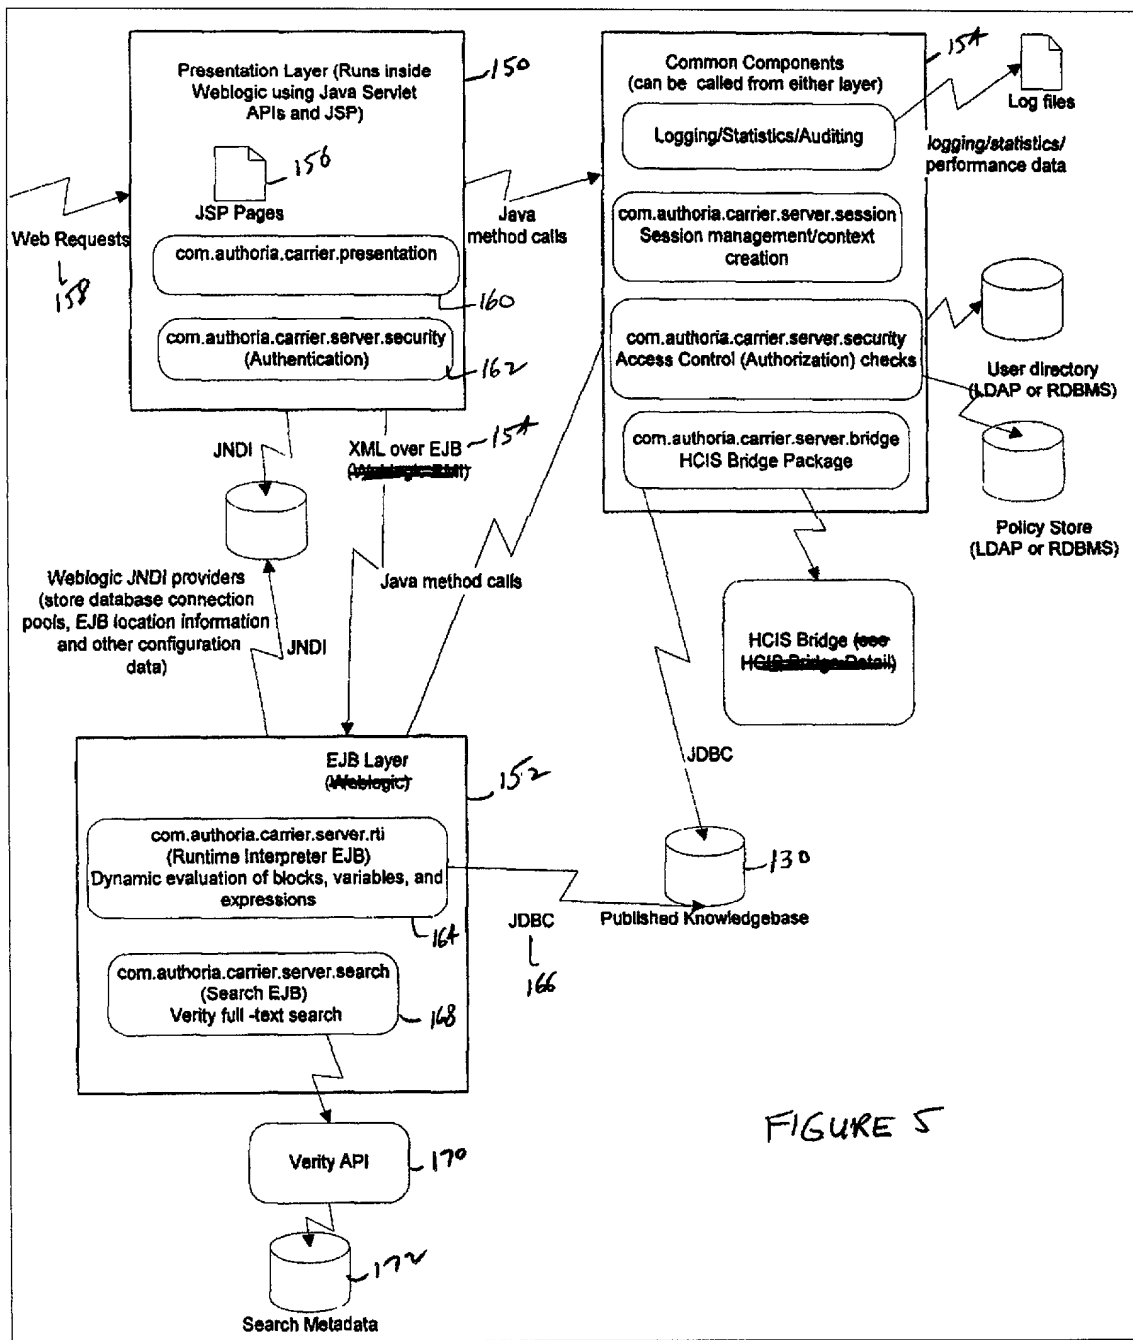 Presentation Layer (Runs inside
Weblogic using Java Servlet
APIs and JSP)
150
156
JSP Pages
com.authoria.carrier.presentation
160
com.authoria.carrier.server.security
(Authentication)
162
Web Requests
158
Java
method calls
Common Components
(can be called from either layer)
154
Logging/Statistics/Auditing
com.authoria.carrier.server.session
Session management/context
creation
com.authoria.carrier.server.security
Access Control (Authorization) checks
com.authoria.carrier.server.bridge
HCIS Bridge Package
Log files
logging/statistics/
performance data
User directory
(LDAP or RDBMS)
Policy Store
(LDAP or RDBMS)
JNDI
XML over EJB
154
(Weblogic RMI)
Weblogic JNDI providers
(store database connection
pools, EJB location information
and other configuration
data)
JNDI
Java method calls
HCIS Bridge (see
HCIS Bridge Detail)
JDBC
EJB Layer
(Weblogic)
152
com.authoria.carrier.server.rti
(Runtime Interpreter EJB)
Dynamic evaluation of blocks, variables, and
expressions
164
JDBC
166
130
Published Knowledgebase
com.authoria.carrier.server.search
(Search EJB)
Verity full -text search
168
Verity API
170
172
Search Metadata
FIGURE 5